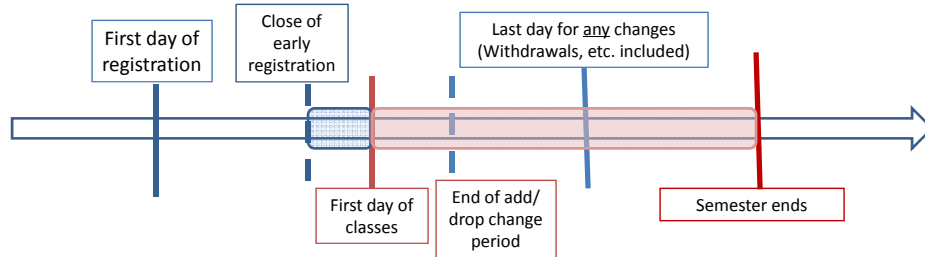 First day of
registration
Close of
early
registration
Last day for any changes
(Withdrawals, etc. included)
First day of
classes
End of add/
drop change
period
Semester ends